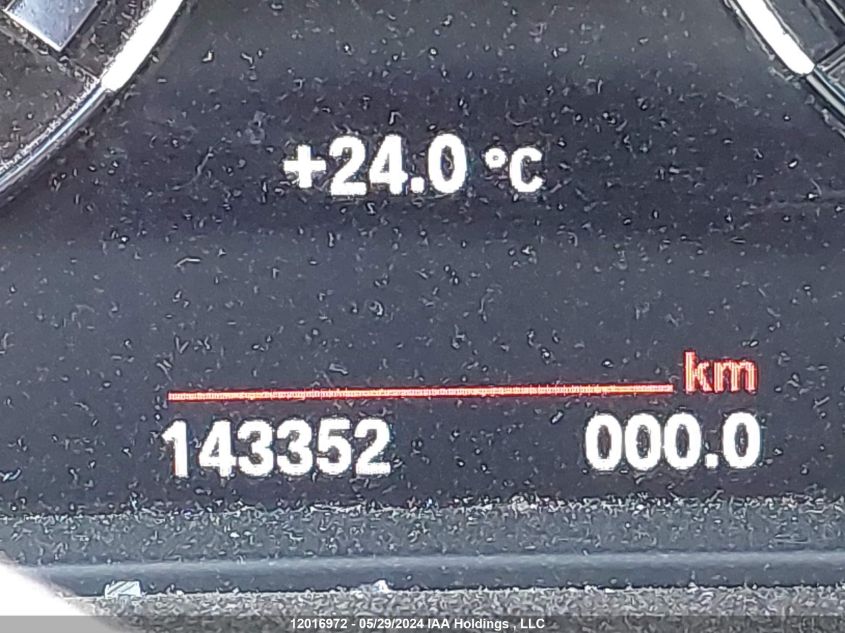 +24.0 °C
km
143352 000.0
12016972 - 05/29/2024 IAA Holdings , LLC